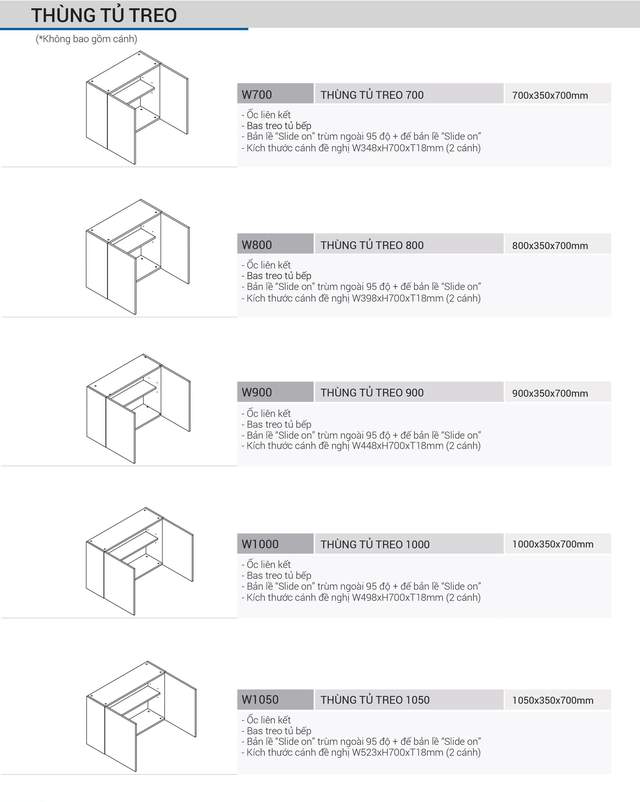 THÙNG TỦ TREO
(*Không bao gồm cánh)
W700 THÙNG TỦ TREO 700 700x350x700mm
- Ốc liên kết
- Bas treo tủ bếp
- Bản lề “Slide on” trùm ngoài 95 độ + đế bản lề “Slide on”
- Kích thước cánh đề nghị W348xH700xT18mm (2 cánh)
W800 THÙNG TỦ TREO 800 800x350x700mm
- Ốc liên kết
- Bas treo tủ bếp
- Bản lề “Slide on” trùm ngoài 95 độ + đế bản lề “Slide on”
- Kích thước cánh đề nghị W398xH700xT18mm (2 cánh)
W900 THÙNG TỦ TREO 900 900x350x700mm
- Ốc liên kết
- Bas treo tủ bếp
- Bản lề “Slide on” trùm ngoài 95 độ + đế bản lề “Slide on”
- Kích thước cánh đề nghị W448xH700xT18mm (2 cánh)
W1000 THÙNG TỦ TREO 1000 1000x350x700mm
- Ốc liên kết
- Bas treo tủ bếp
- Bản lề “Slide on” trùm ngoài 95 độ + đế bản lề “Slide on”
- Kích thước cánh đề nghị W498xH700xT18mm (2 cánh)
W1050 THÙNG TỦ TREO 1050 1050x350x700mm
- Ốc liên kết
- Bas treo tủ bếp
- Bản lề “Slide on” trùm ngoài 95 độ + đế bản lề “Slide on”
- Kích thước cánh đề nghị W523xH700xT18mm (2 cánh)